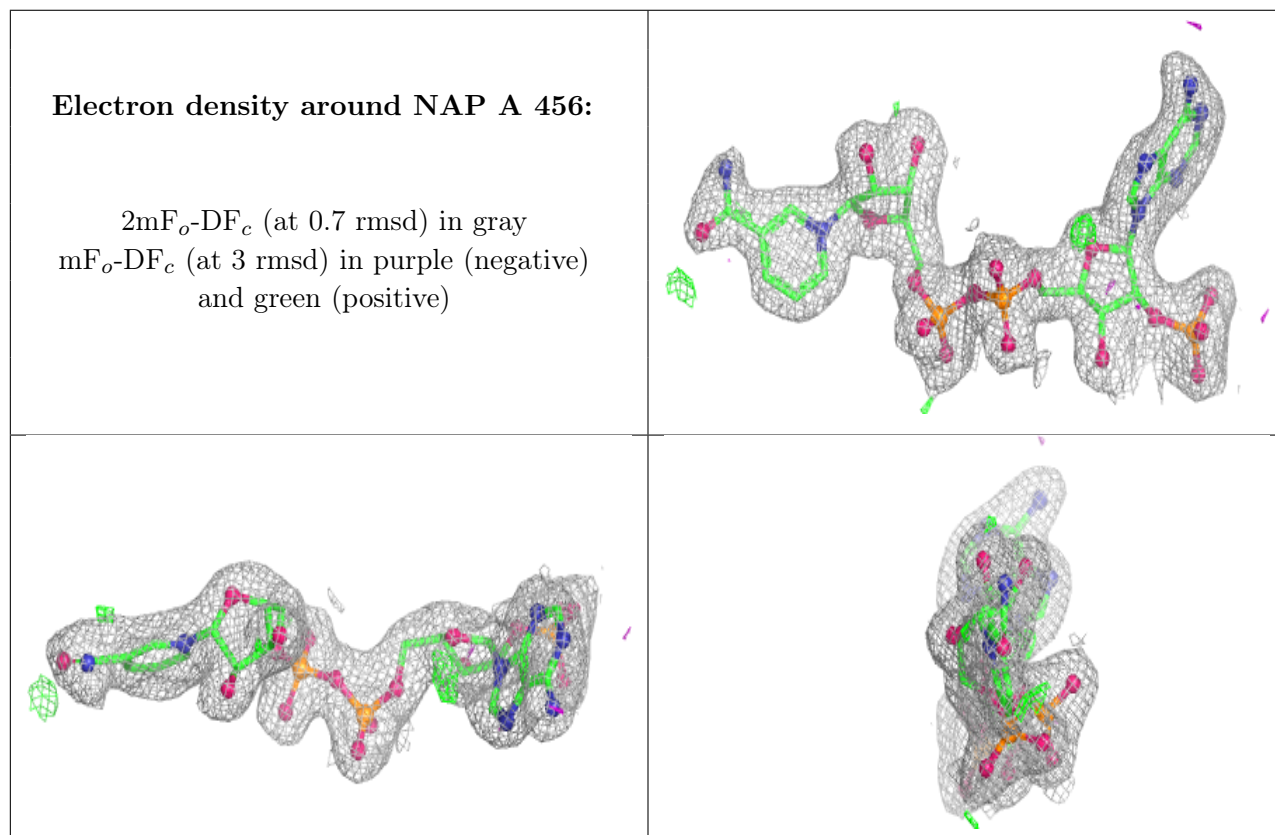 Electron density around NAP A 456:
2mFo-DFc (at 0.7 rmsd) in gray
mFo-DFc (at 3 rmsd) in purple (negative)
and green (positive)